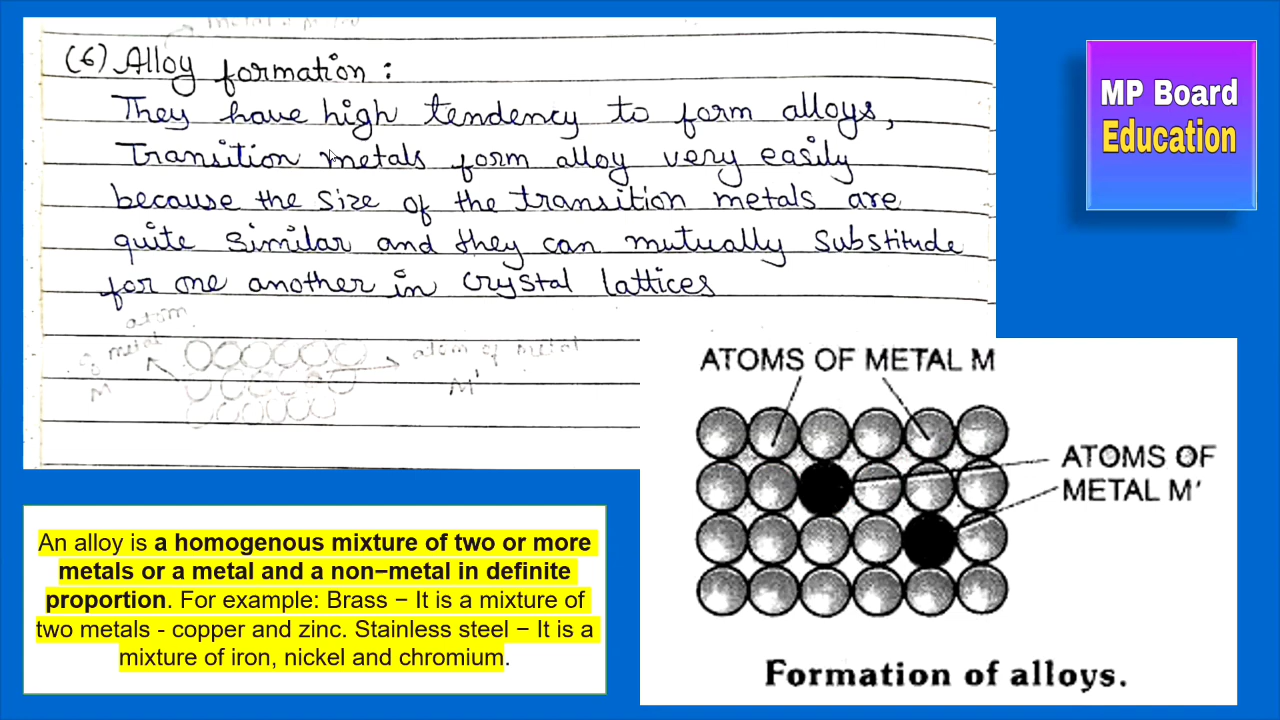 (6) Alloy formation :
They have high tendency to form alloys,
Transition metals form alloy very easily
because the size of the transition metals are
quite similar and they can mutually substitude
for one another in crystal lattices
atom
of metal
M
atom of metal
M'
MP Board
Education
ATOMS OF METAL M
ATOMS OF
METAL M'
Formation of alloys.
An alloy is a homogenous mixture of two or more
metals or a metal and a non−metal in definite
proportion. For example: Brass − It is a mixture of
two metals - copper and zinc. Stainless steel − It is a
mixture of iron, nickel and chromium.